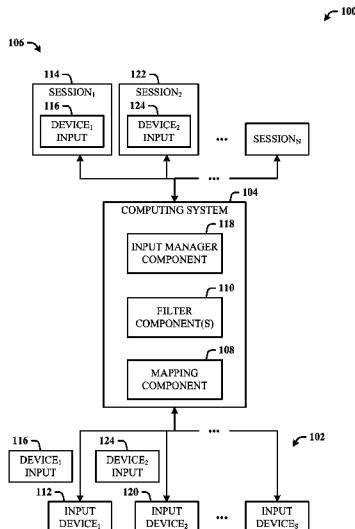 100
106
114 122
SESSION₁ SESSION₂
116 124
DEVICE₁ INPUT DEVICE₂ INPUT ... SESSIONN
...
104
COMPUTING SYSTEM
118
INPUT MANAGER
COMPONENT
110
FILTER
COMPONENT(S)
108
MAPPING
COMPONENT
... 102
116 124
DEVICE₁ INPUT DEVICE₂ INPUT
112 120
INPUT DEVICE₁ INPUT DEVICE₂ ... INPUT DEVICES